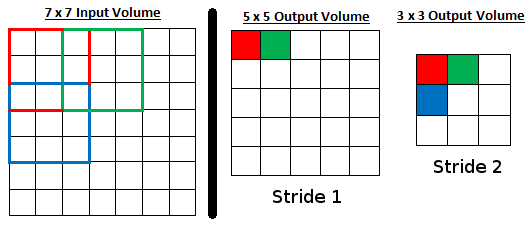 7 x 7 Input Volume
5 x 5 Output Volume
3 x 3 Output Volume
Stride 1
Stride 2